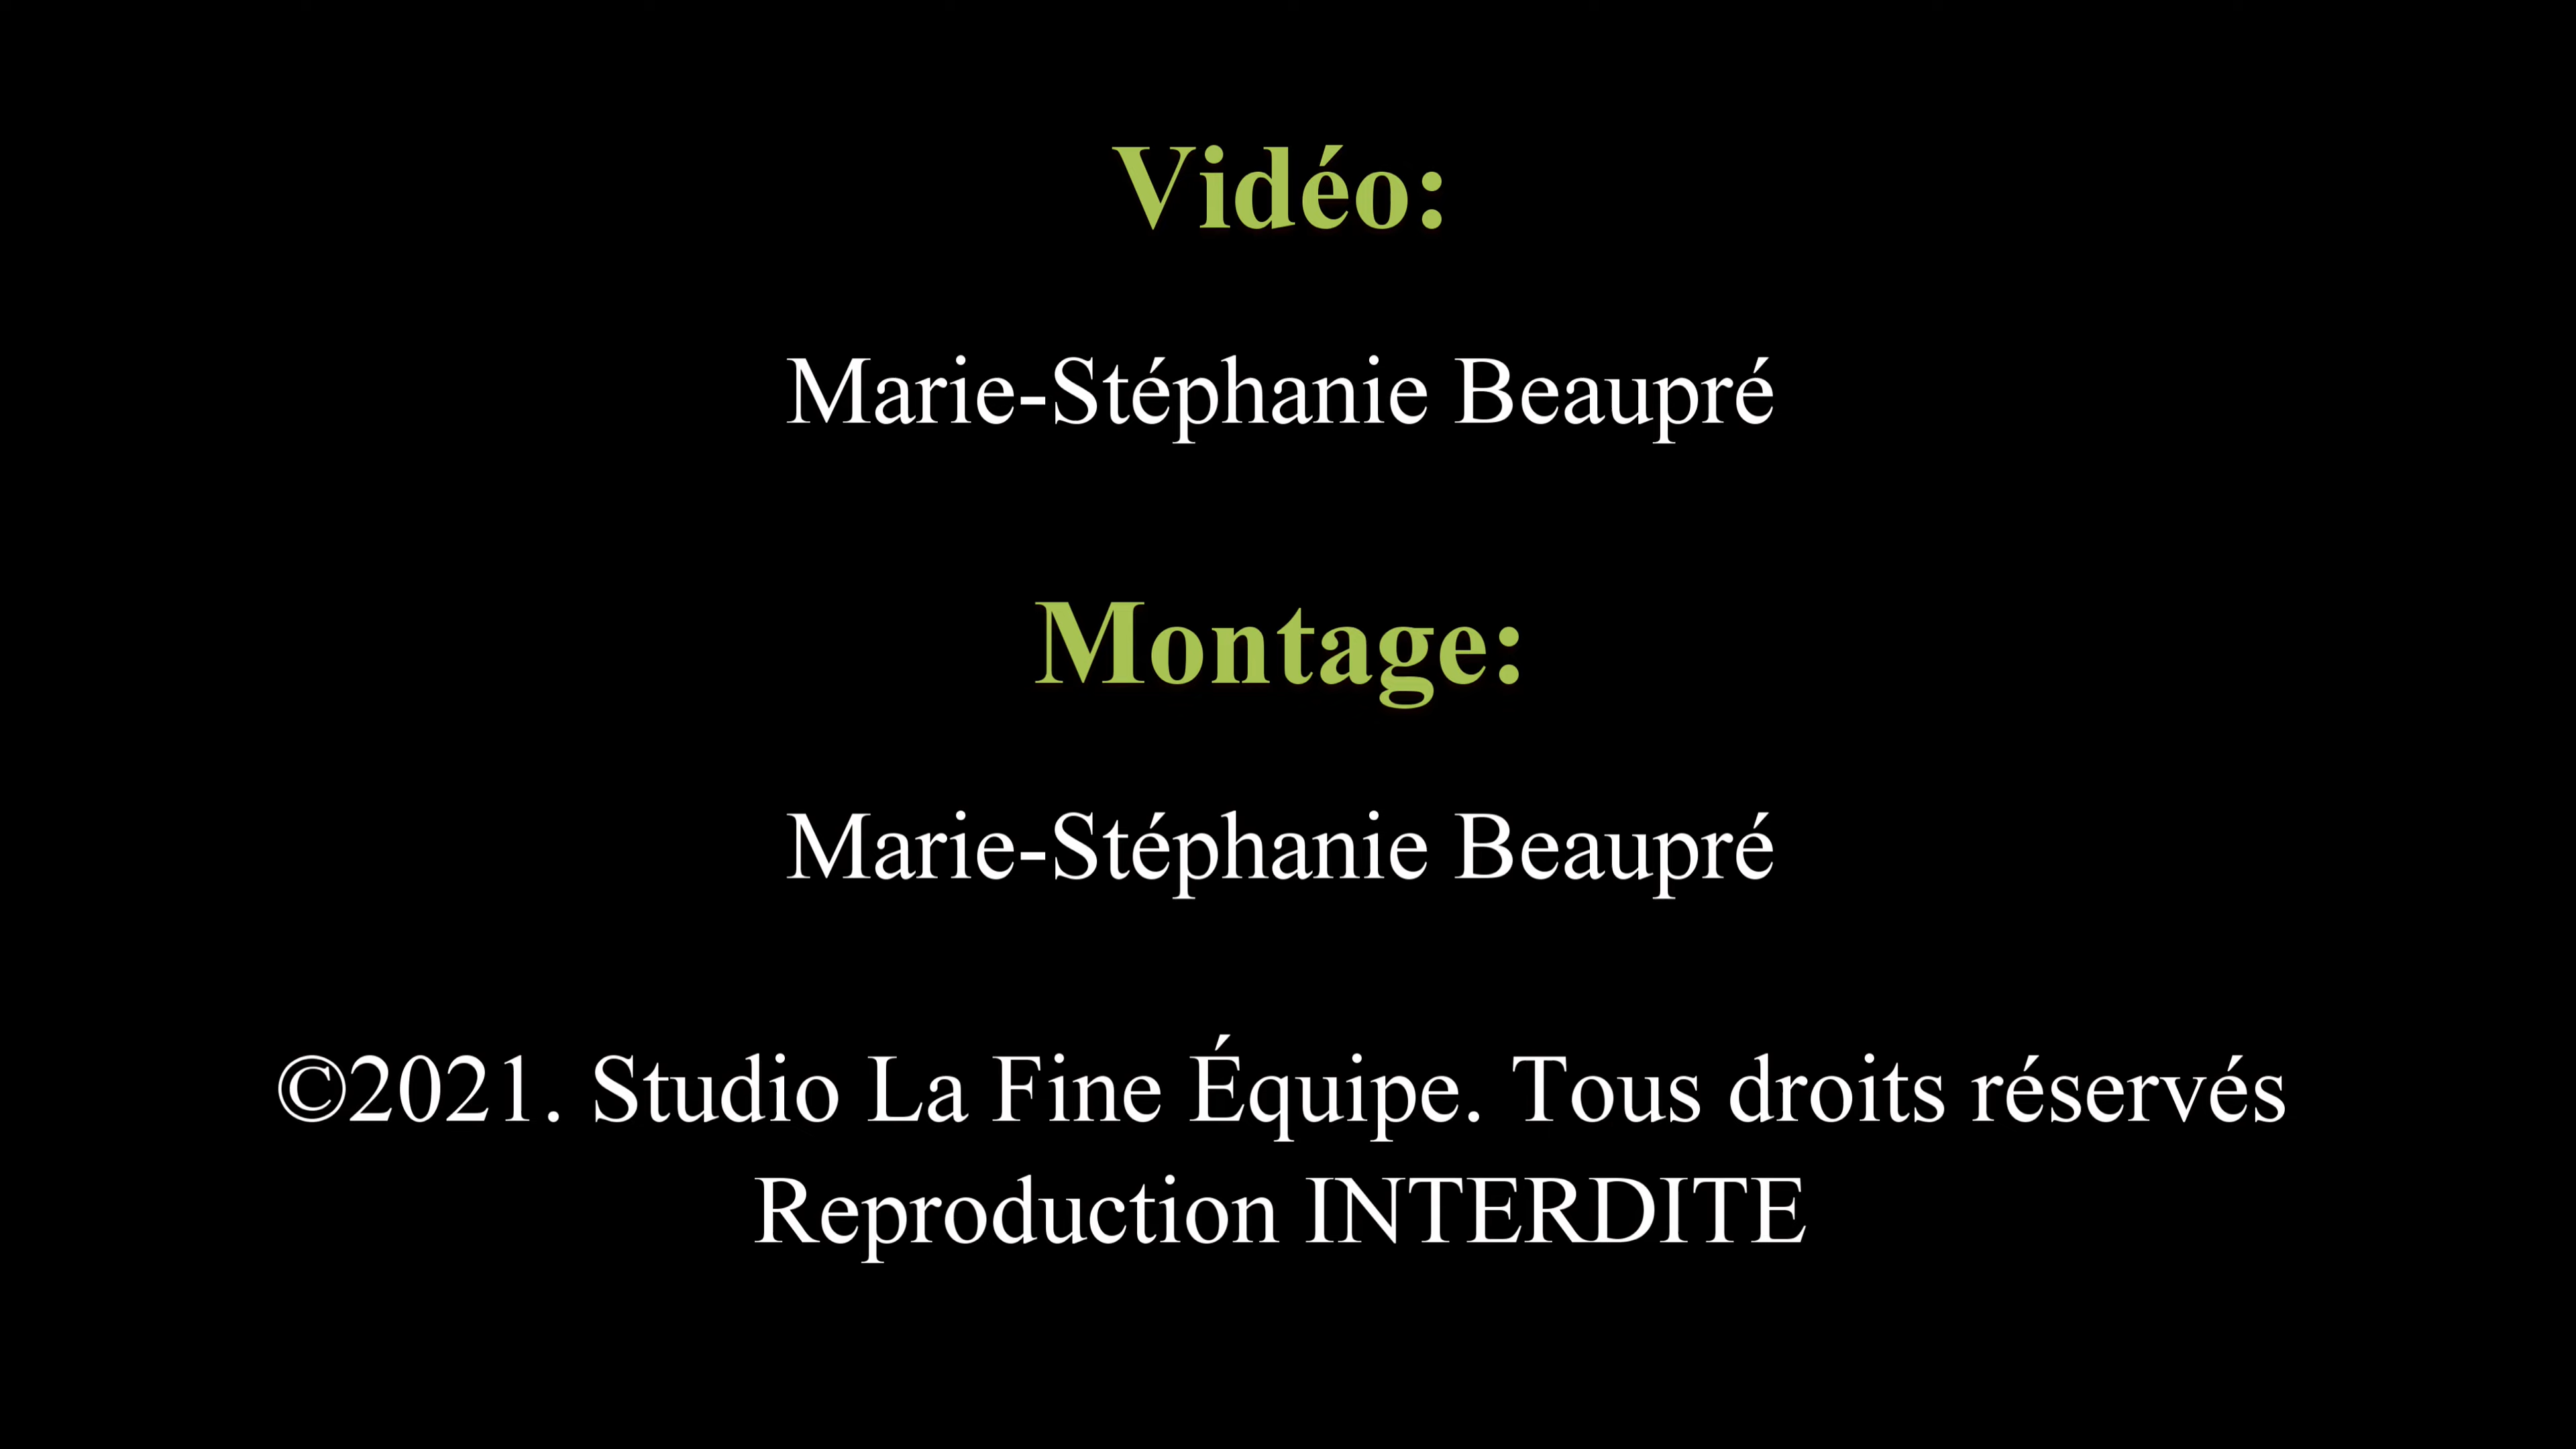 Vidéo:
Marie-Stéphanie Beaupré
Montage:
Marie-Stéphanie Beaupré
©2021. Studio La Fine Équipe. Tous droits réservés
Reproduction INTERDITE